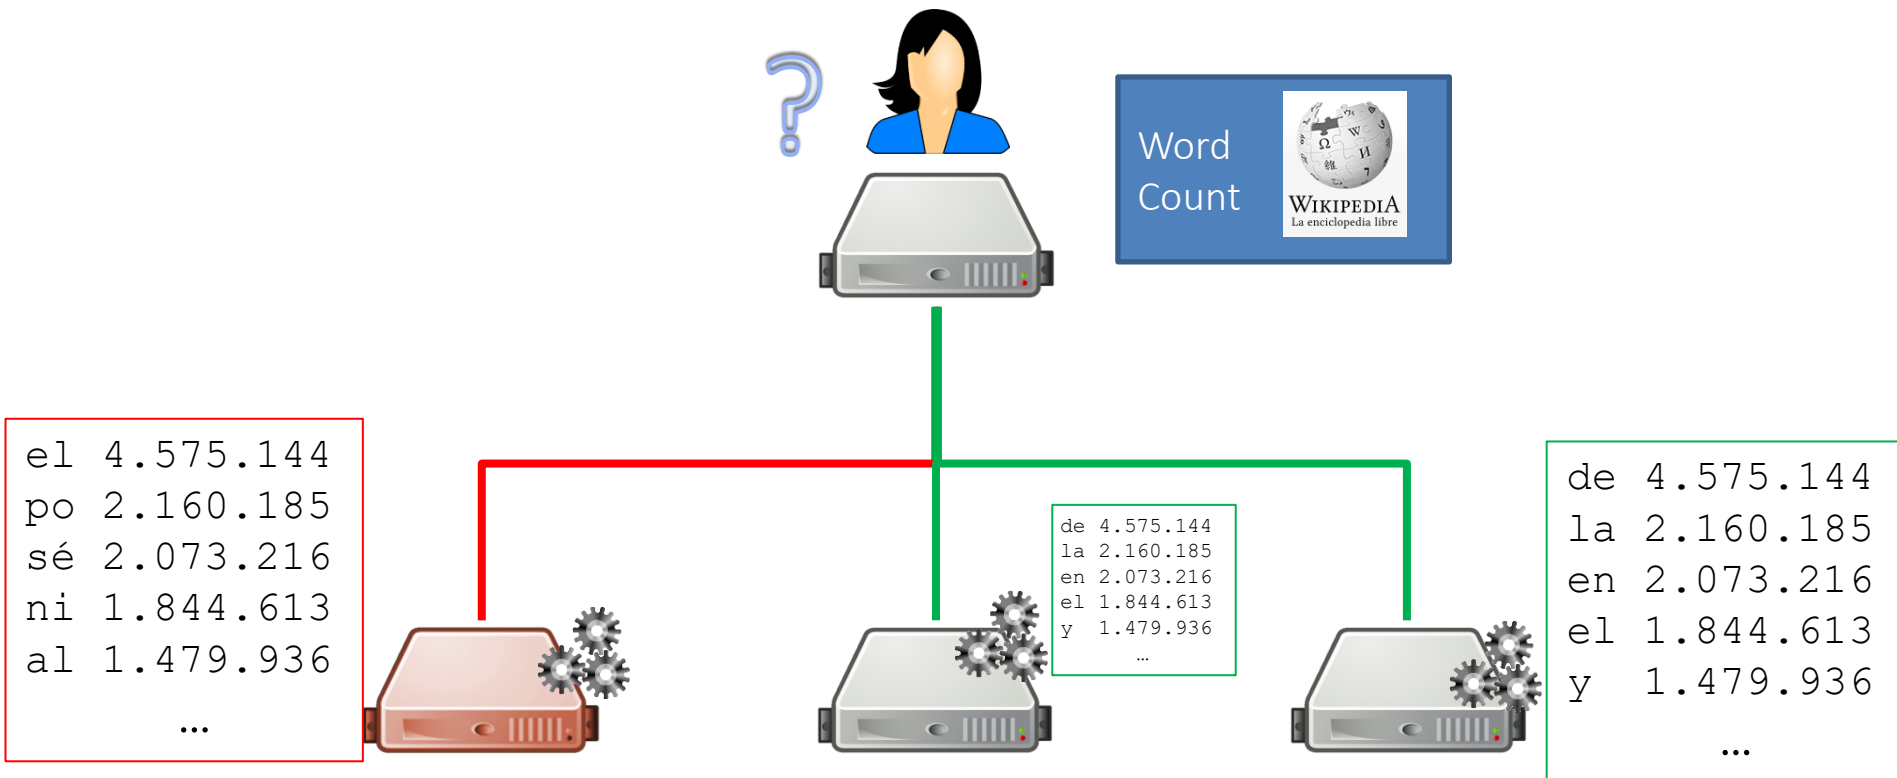 ?
Word
Count
WIKIPEDIA
La enciclopedia libre
el 4.575.144
po 2.160.185
sé 2.073.216
ni 1.844.613
al 1.479.936
…
de 4.575.144
la 2.160.185
en 2.073.216
el 1.844.613
y 1.479.936
…
de 4.575.144
la 2.160.185
en 2.073.216
el 1.844.613
y 1.479.936
…